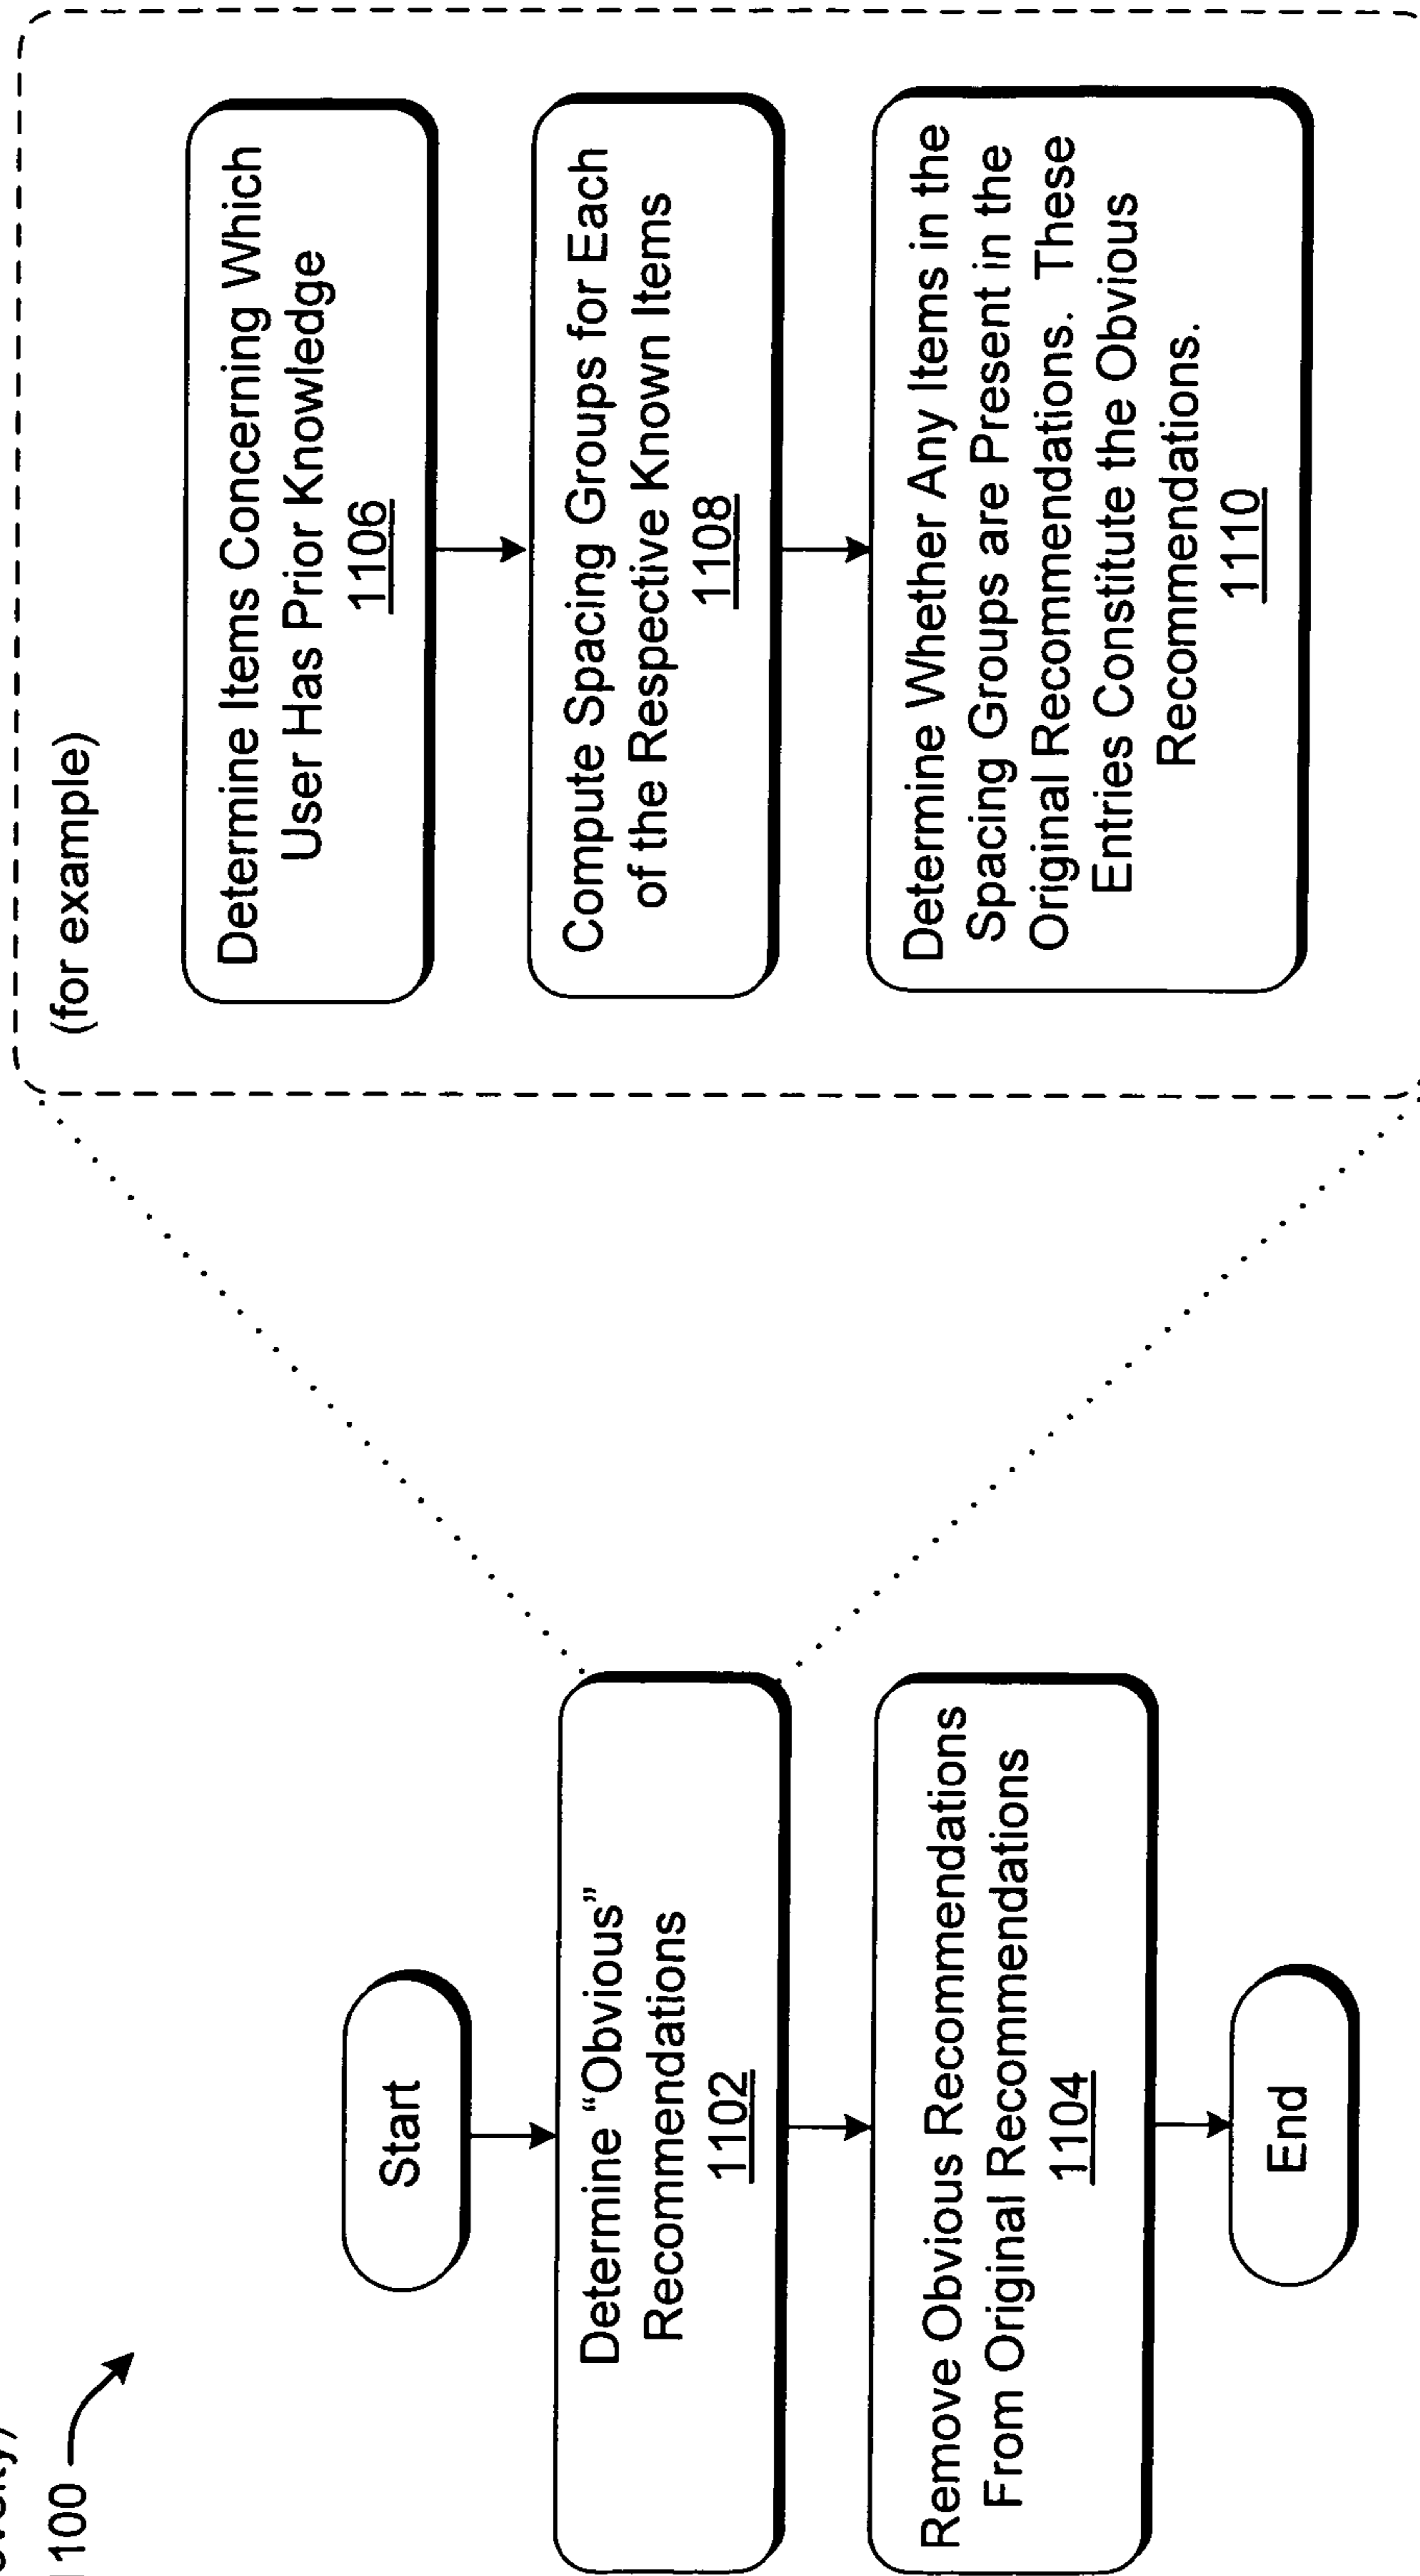 1100
Start
Determine “Obvious”
Recommendations
1102
Remove Obvious Recommendations
From Original Recommendations
1104
End
(for example)
Determine Items Concerning Which
User Has Prior Knowledge
1106
Compute Spacing Groups for Each
of the Respective Known Items
1108
Determine Whether Any Items in the
Spacing Groups are Present in the
Original Recommendations. These
Entries Constitute the Obvious
Recommendations.
1110